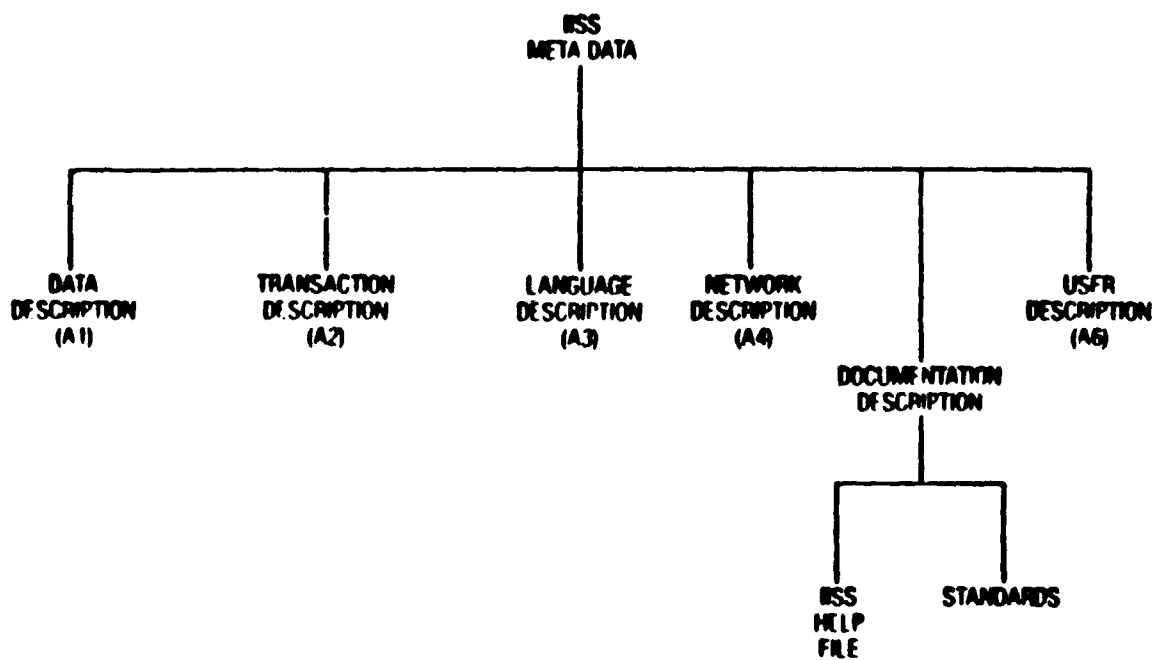 IISS
META DATA
DATA
DESCRIPTION
(A1)
TRANSACTION
DESCRIPTION
(A2)
LANGUAGE
DESCRIPTION
(A3)
NETWORK
DESCRIPTION
(A4)
USER
DESCRIPTION
(A6)
DOCUMENTATION
DESCRIPTION
IISS
HELP
FILE
STANDARDS